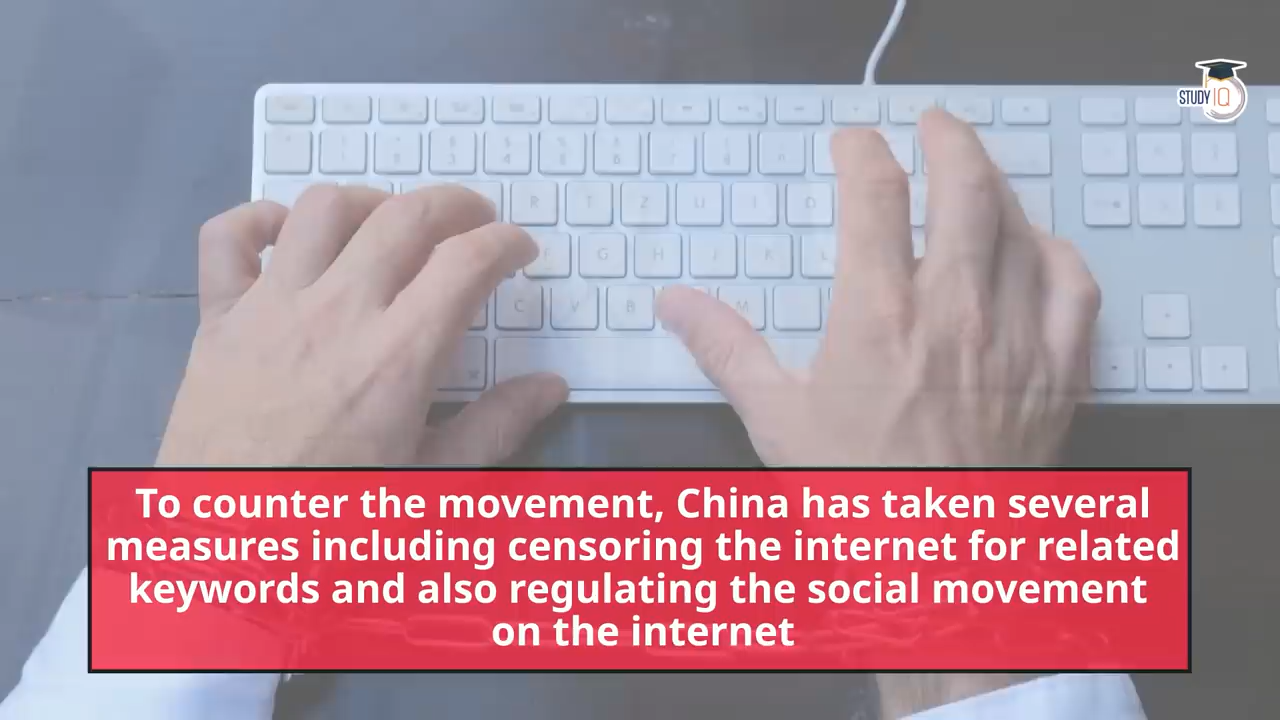 STUDY IQ
R T Z U I
G H J K L
C V B M
To counter the movement, China has taken several
measures including censoring the internet for related
keywords and also regulating the social movement
on the internet